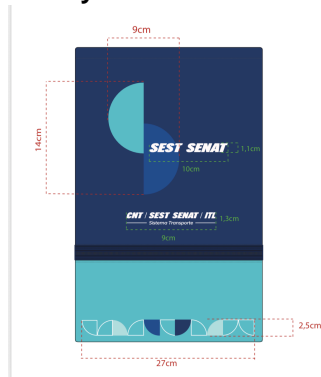 9cm
14cm
SEST SENAT
1,1cm
10cm
CNT | SEST SENAT | ITL
Sistema Transporte
1,3cm
9cm
2,5cm
27cm